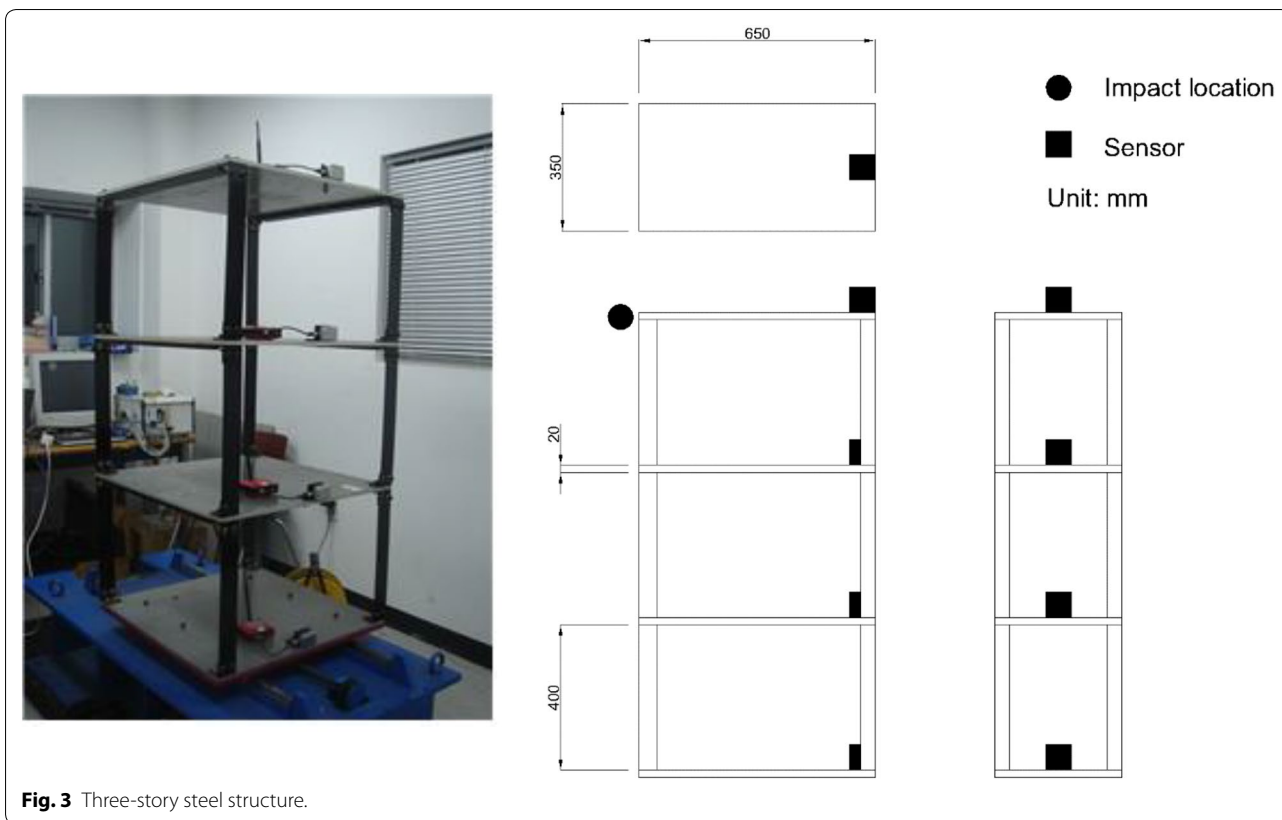 650
350
Impact location
Sensor
Unit: mm
20
400
Fig. 3 Three-story steel structure.